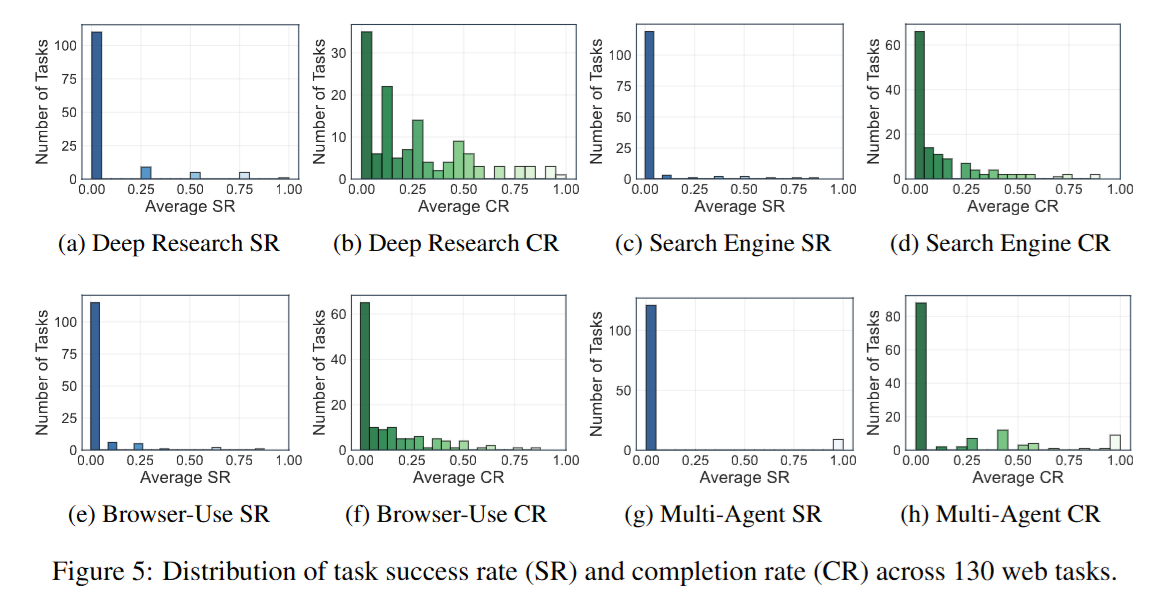 Number of Tasks
100
75
50
25
0
0.00 0.25 0.50 0.75 1.00
Average SR
(a) Deep Research SR
Number of Tasks
30
20
10
0
0.00 0.25 0.50 0.75 1.00
Average CR
(b) Deep Research CR
Number of Tasks
100
75
50
25
0
0.00 0.25 0.50 0.75 1.00
Average SR
(c) Search Engine SR
Number of Tasks
60
40
20
0
0.00 0.25 0.50 0.75 1.00
Average CR
(d) Search Engine CR
Number of Tasks
100
75
50
25
0
0.00 0.25 0.50 0.75 1.00
Average SR
(e) Browser-Use SR
Number of Tasks
60
40
20
0
0.00 0.25 0.50 0.75 1.00
Average CR
(f) Browser-Use CR
Number of Tasks
100
50
0
0.00 0.25 0.50 0.75 1.00
Average SR
(g) Multi-Agent SR
Number of Tasks
80
60
40
20
0
0.00 0.25 0.50 0.75 1.00
Average CR
(h) Multi-Agent CR
Figure 5: Distribution of task success rate (SR) and completion rate (CR) across 130 web tasks.